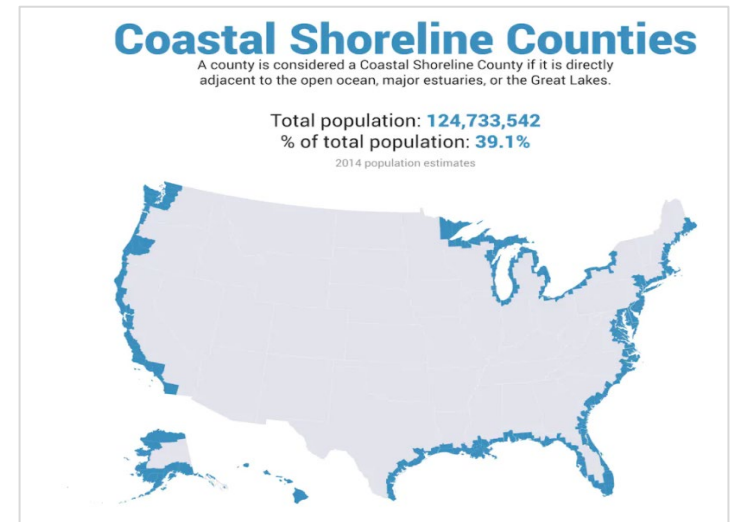 Coastal Shoreline Counties
A county is considered a Coastal Shoreline County if it is directly
adjacent to the open ocean, major estuaries, or the Great Lakes.
Total population: 124,733,542
% of total population: 39.1%
2014 population estimates